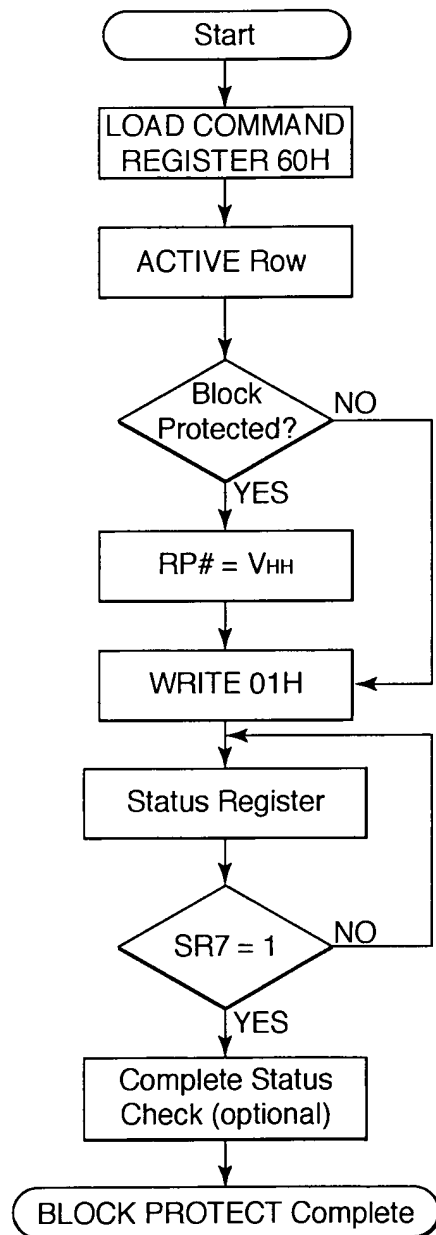 Start
LOAD COMMAND
REGISTER 60H
ACTIVE Row
Block
Protected?
NO
YES
RP# = VHH
WRITE 01H
Status Register
SR7 = 1
NO
YES
Complete Status
Check (optional)
BLOCK PROTECT Complete